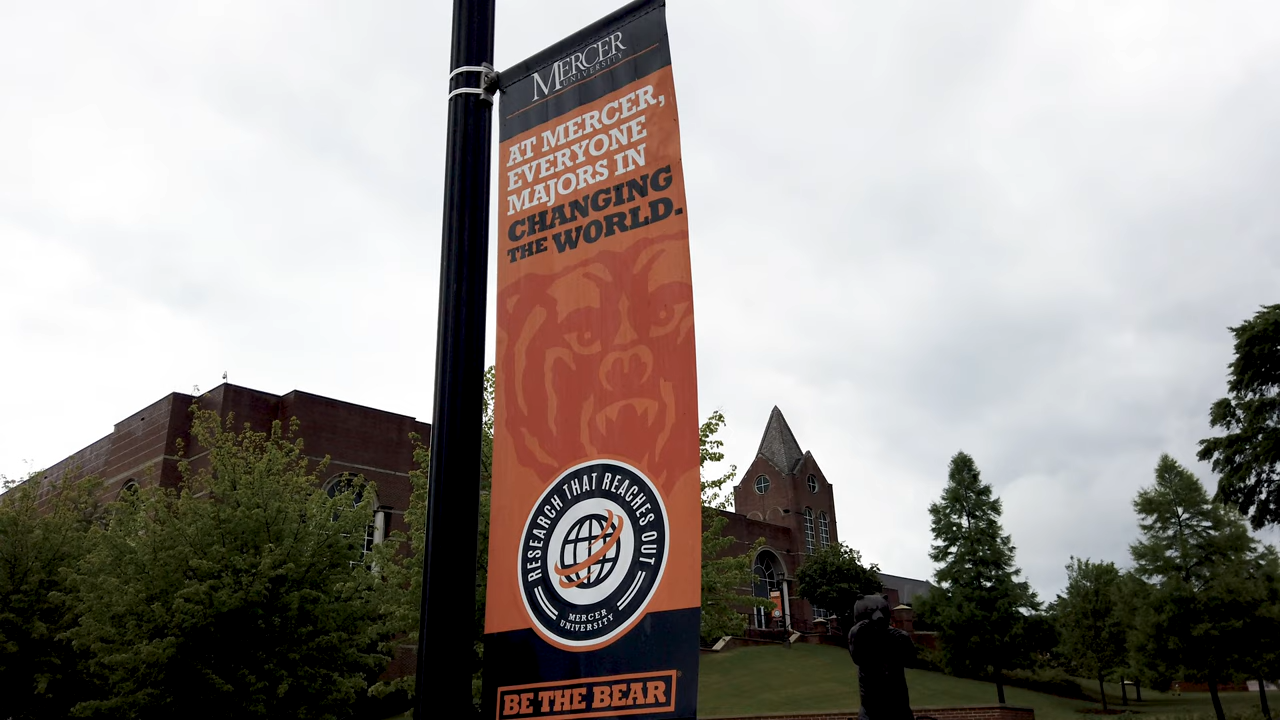 MERCER
UNIVERSITY
AT MERCER,
EVERYONE
MAJORS IN
CHANGING
THE WORLD.
RESEARCH THAT REACHES OUT
MERCER
UNIVERSITY
BE THE BEAR